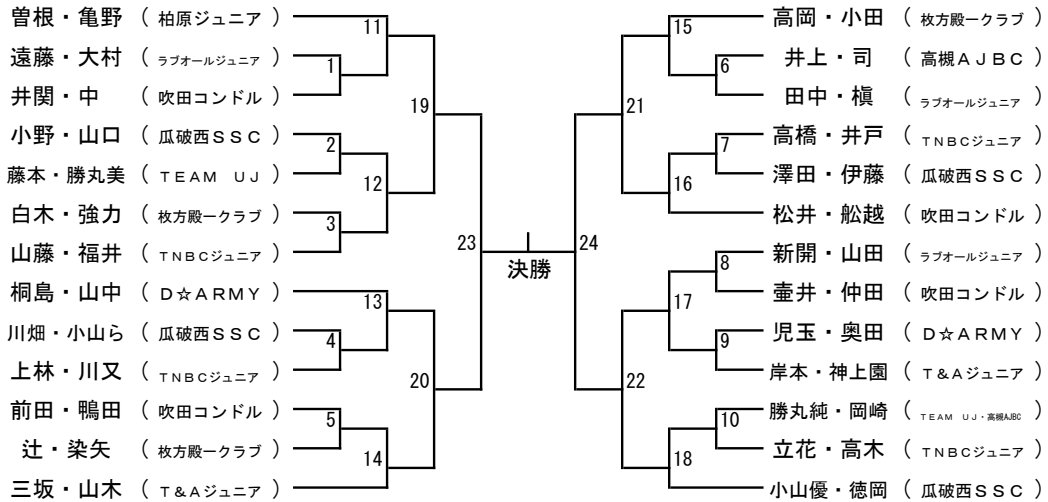 曽根・亀野 （ 柏原ジュニア ）
遠藤・大村 （ ラブオールジュニア ）
井関・中 （ 吹田コンドル ）
小野・山口 （ 瓜破西ＳＳＣ ）
藤本・勝丸美 （ ＴＥＡＭ ＵＪ ）
白木・強力 （ 枚方殿一クラブ ）
山藤・福井 （ ＴＮＢＣジュニア ）
桐島・山中 （ Ｄ☆ＡＲＭＹ ）
川畑・小山ら （ 瓜破西ＳＳＣ ）
上林・川又 （ ＴＮＢＣジュニア ）
前田・鴨田 （ 吹田コンドル ）
辻・染矢 （ 枚方殿一クラブ ）
三坂・山木 （ Ｔ＆Ａジュニア ）
11
1
2
12
3
13
4
5
14
19
20
23
決勝
24
21
22
15
6
7
16
8
17
9
10
18
高岡・小田 （ 枚方殿一クラブ ）
井上・司 （ 高槻ＡＪＢＣ ）
田中・槇 （ ラブオールジュニア ）
高橋・井戸 （ ＴＮＢＣジュニア ）
澤田・伊藤 （ 瓜破西ＳＳＣ ）
松井・舩越 （ 吹田コンドル ）
新開・山田 （ ラブオールジュニア ）
壷井・仲田 （ 吹田コンドル ）
児玉・奥田 （ Ｄ☆ＡＲＭＹ ）
岸本・神上園 （ Ｔ＆Ａジュニア ）
勝丸純・岡崎 （ ＴＥＡＭ ＵＪ・高槻AJBC ）
立花・高木 （ ＴＮＢＣジュニア ）
小山優・徳岡 （ 瓜破西ＳＳＣ ）